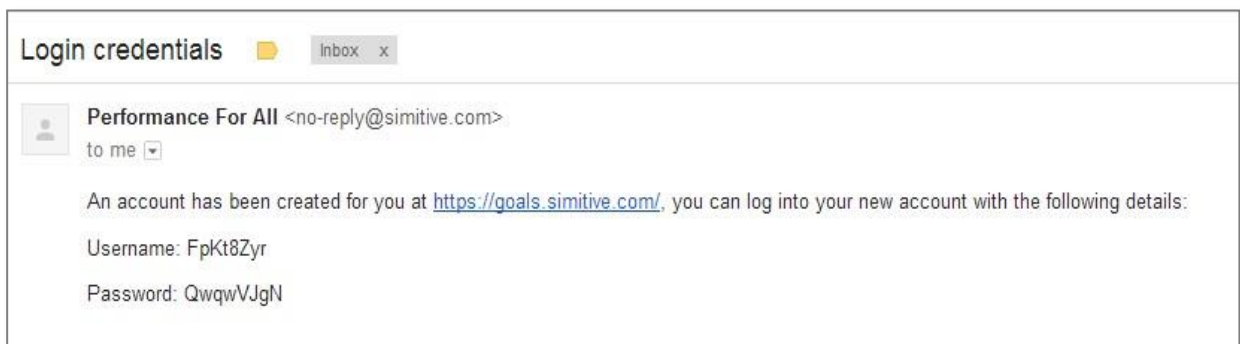 Login credentials
Inbox x
Performance For All <no-reply@simitive.com>
to me
An account has been created for you at https://goals.simitive.com/, you can log into your new account with the following details:
Username: FpKt8Zyr
Password: QwqwVJgN